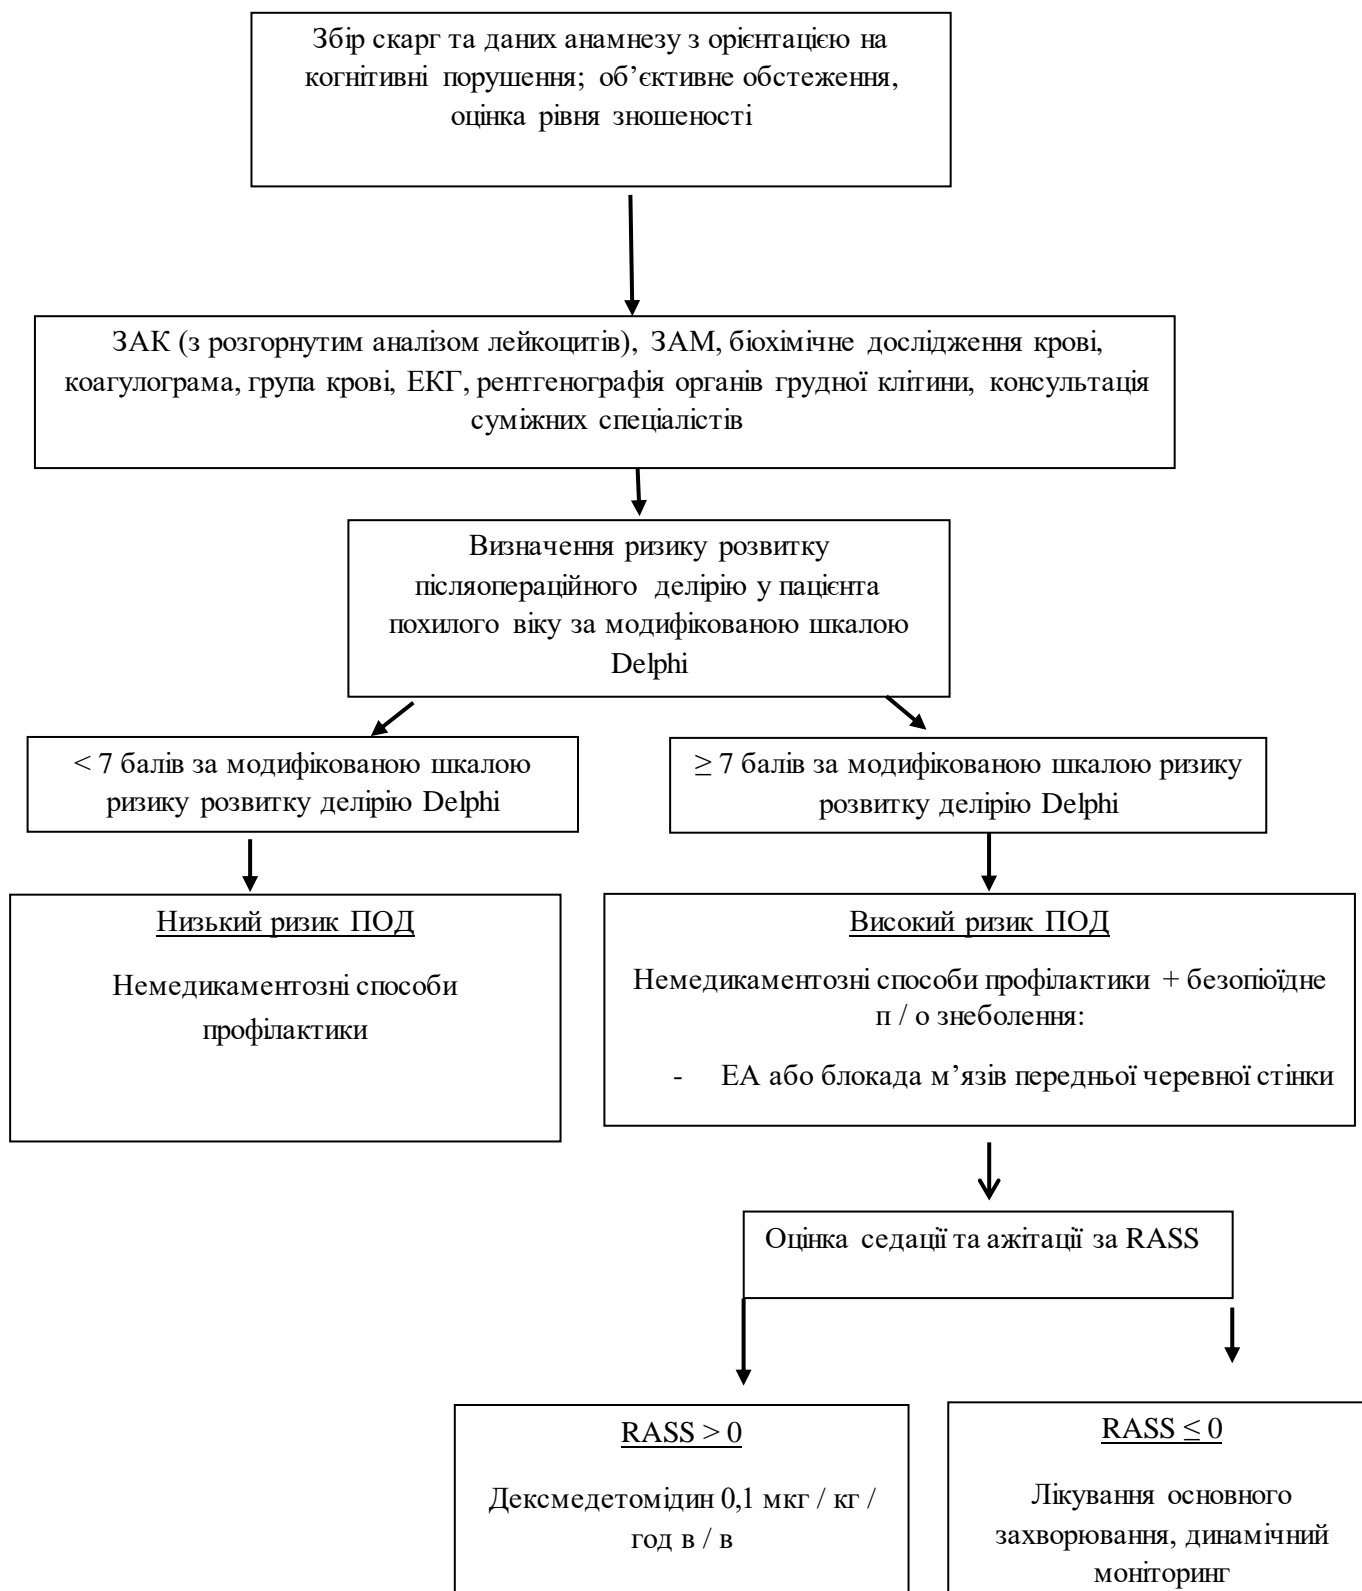 Збір скарг та даних анамнезу з орієнтацією на
когнітивні порушення; об’єктивне обстеження,
оцінка рівня зношеності
ЗАК (з розгорнутим аналізом лейкоцитів), ЗАМ, біохімічне дослідження крові,
коагулограма, група крові, ЕКГ, рентгенографія органів грудної клітини, консультація
суміжних спеціалістів
Визначення ризику розвитку
післяопераційного делірію у пацієнта
похилого віку за модифікованою шкалою
Delphi
< 7 балів за модифікованою шкалою
ризику розвитку делірію Delphi
≥ 7 балів за модифікованою шкалою ризику
розвитку делірію Delphi
Низький ризик ПОД
Немедикаментозні способи
профілактики
Високий ризик ПОД
Немедикаментозні способи профілактики + безопіоїдне
п / о знеболення:
- ЕА або блокада м’язів передньої черевної стінки
Оцінка седації та ажітації за RASS
RASS > 0
Дексмедетомідин 0,1 мкг / кг /
год в / в
RASS ≤ 0
Лікування основного
захворювання, динамічний
моніторинг